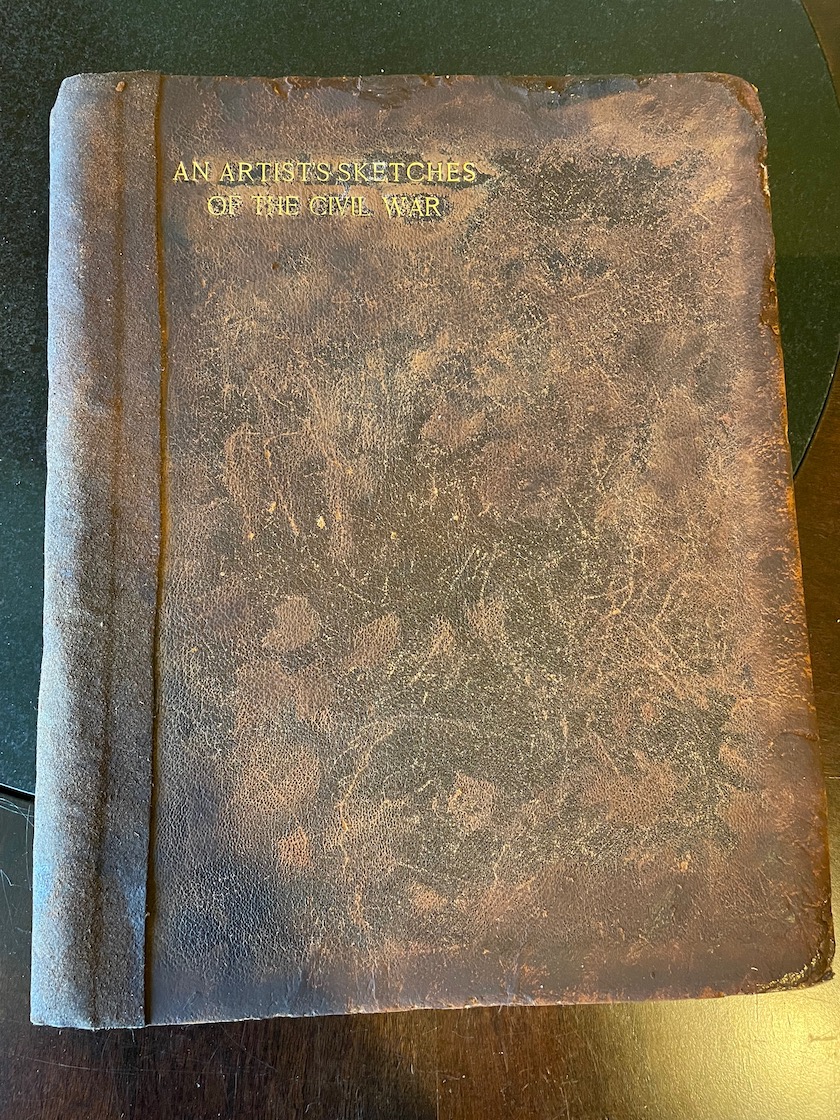 AN ARTIST'S SKETCHES
OF THE CIVIL WAR